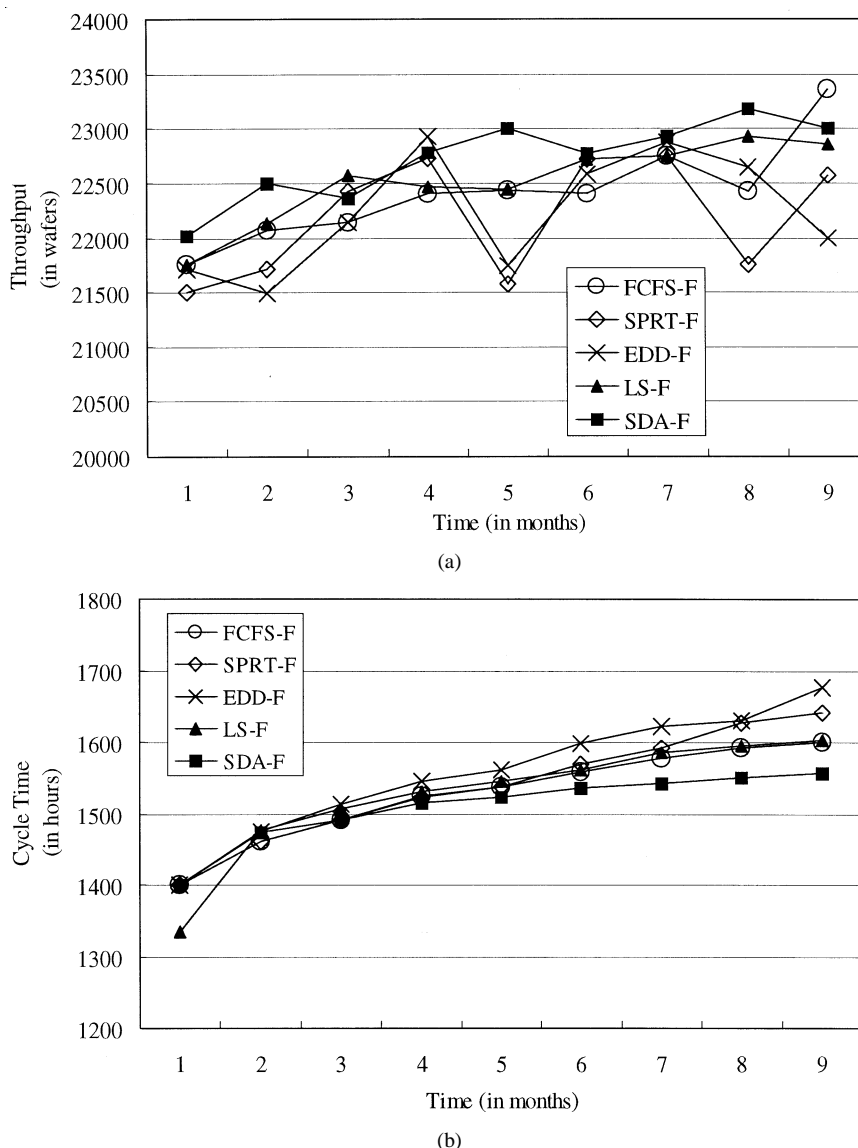 24000
23500
23000
22500
22000
21500
21000
20500
20000
Throughput
(in wafers)
FCFS-F
SPRT-F
EDD-F
LS-F
SDA-F
1 2 3 4 5 6 7 8 9
Time (in months)
(a)
1800
1700
1600
1500
1400
1300
1200
Cycle Time
(in hours)
FCFS-F
SPRT-F
EDD-F
LS-F
SDA-F
1 2 3 4 5 6 7 8 9
Time (in months)
(b)